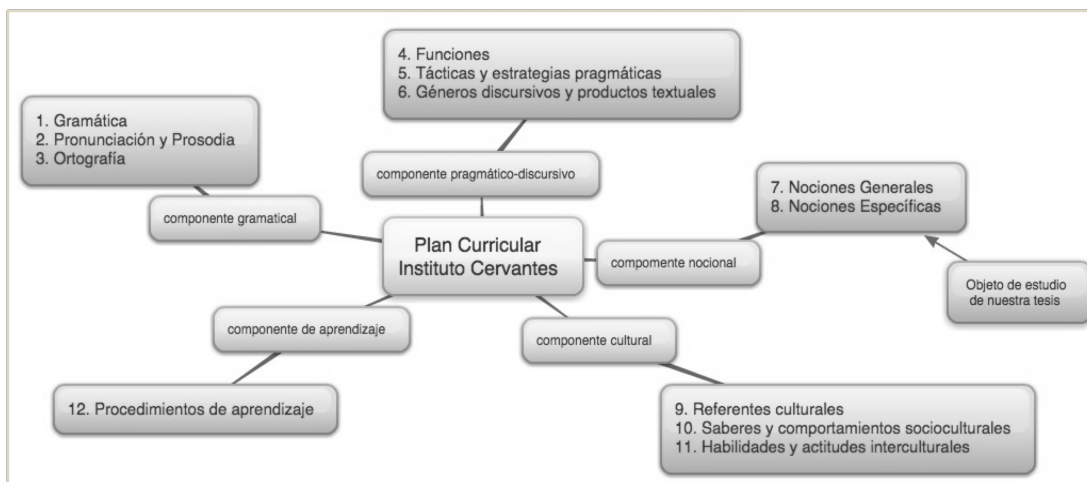 4. Funciones
5. Tácticas y estrategias pragmáticas
6. Géneros discursivos y productos textuales
1. Gramática
2. Pronunciación y Prosodia
3. Ortografía
componente pragmático-discursivo
7. Nociones Generales
8. Nociones Específicas
componente gramatical
Plan Curricular
Instituto Cervantes
compomente nocional
Objeto de estudio
de nuestra tesis
componente de aprendizaje
componente cultural
12. Procedimientos de aprendizaje
9. Referentes culturales
10. Saberes y comportamientos socioculturales
11. Habilidades y actitudes interculturales